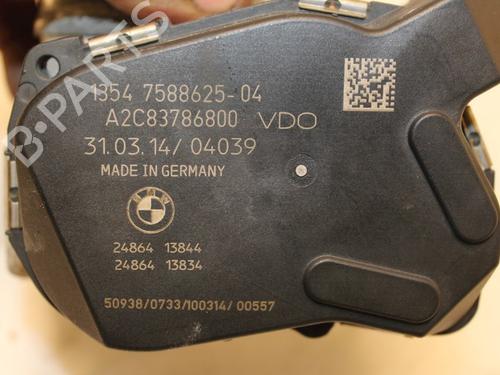 B-PARTS
1354 7588625-04
A2C83786800 VDO
31.03.14/ 04039
MADE IN GERMANY
BMW
24864 13844
24864 13834
50938/0733/100314/ 00557